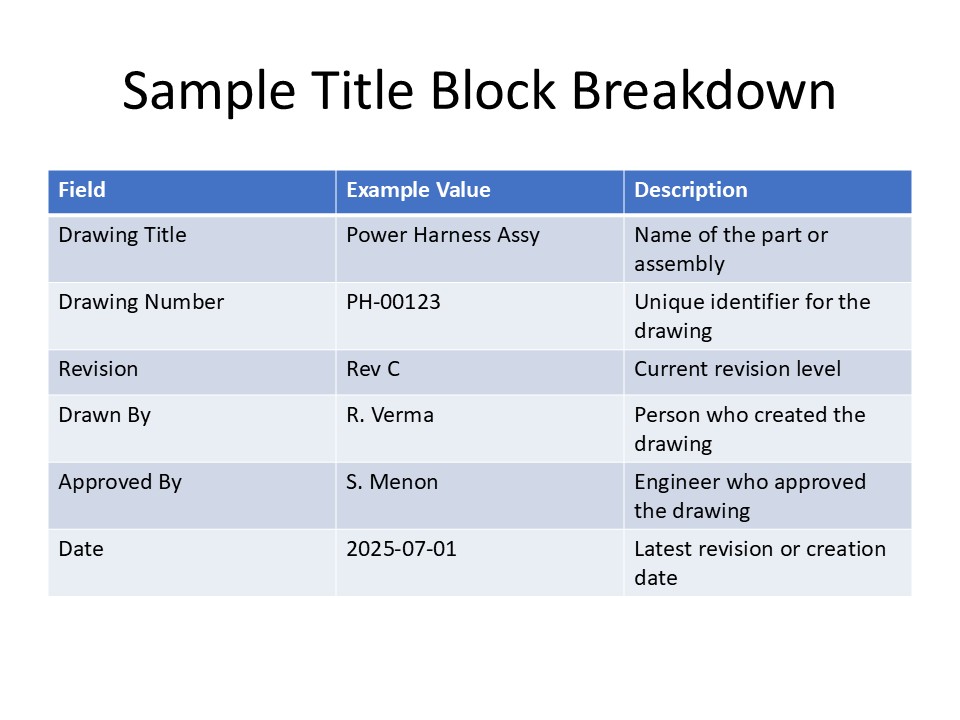 Sample Title Block Breakdown
Field Example Value Description
Drawing Title Power Harness Assy Name of the part or
assembly
Drawing Number PH-00123 Unique identifier for the
drawing
Revision Rev C Current revision level
Drawn By R. Verma Person who created the
drawing
Approved By S. Menon Engineer who approved
the drawing
Date 2025-07-01 Latest revision or creation
date